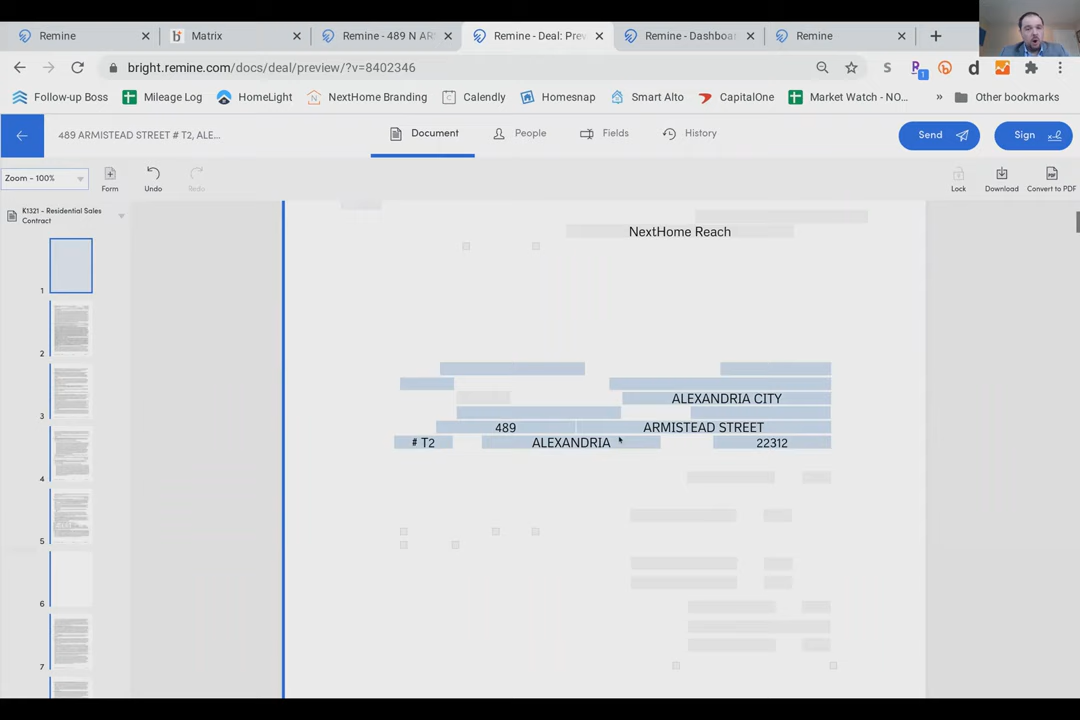 Remine
Matrix
Remine - 489 N AR
Remine - Deal: Prev
Remine - Dashboa
Remine
bright.remine.com/docs/deal/preview/?v=8402346
Follow-up Boss
Mileage Log
HomeLight
NextHome Branding
Calendly
Homesnap
Smart Alto
CapitalOne
Market Watch - NO...
»
Other bookmarks
489 ARMISTEAD STREET # T2, ALE...
Document
People
Fields
History
Send
Sign
Zoom - 100%
Form
Undo
Redo
Lock
Download
Convert to PDF
K1321 - Residential Sales
Contract
1
2
3
4
5
6
7
NextHome Reach
ALEXANDRIA CITY
489 ARMISTEAD STREET
# T2 ALEXANDRIA 22312